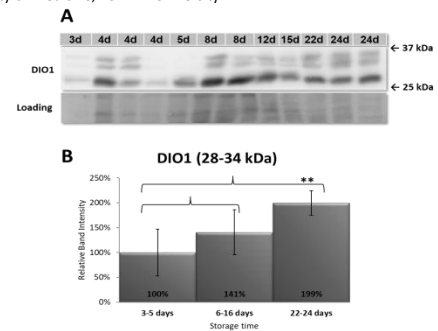 A
3d 4d 4d 4d 5d 8d 8d 12d 15d 22d 24d 24d
← 37 kDa
DIO1
← 25 kDa
Loading
B
DIO1 (28-34 kDa)
Relative Band Intensity
250%
200%
150%
100%
50%
0%
**
100% 141% 199%
3-5 days 6-16 days 22-24 days
Storage time